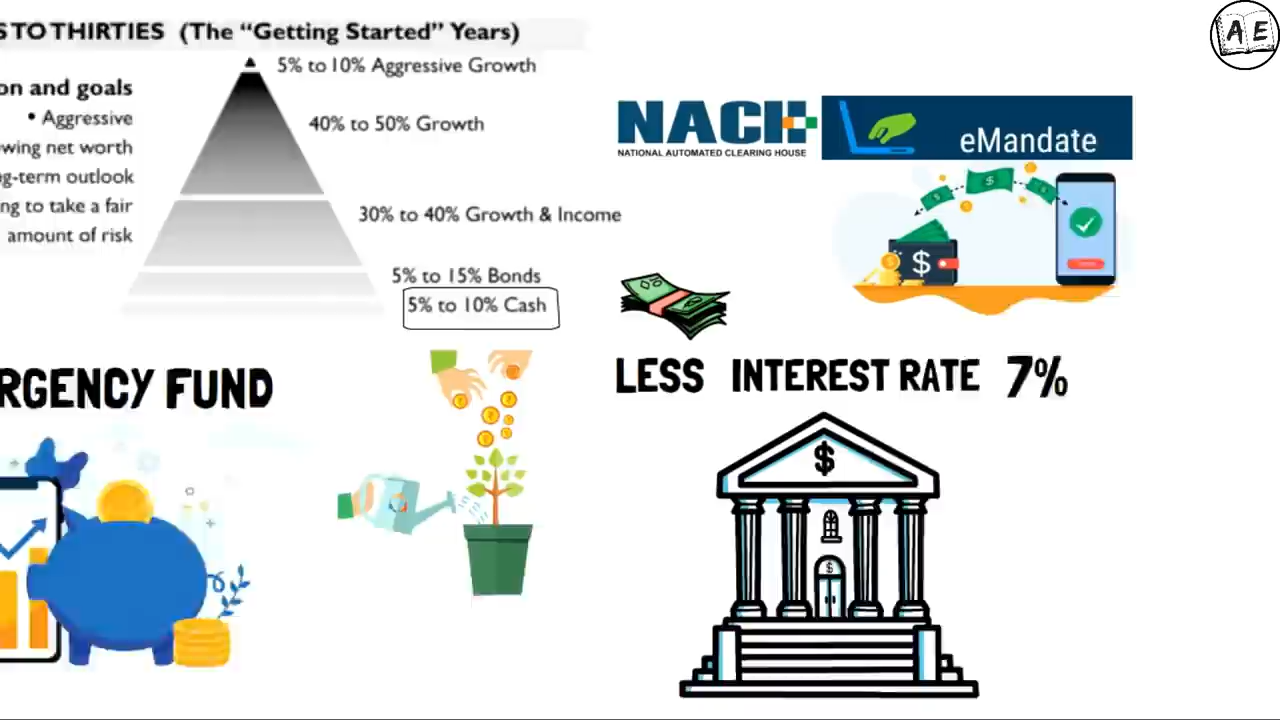 S TO THIRTIES (The “Getting Started” Years)
5% to 10% Aggressive Growth
on and goals
• Aggressive
40% to 50% Growth
wing net worth
g-term outlook
ng to take a fair
amount of risk
30% to 40% Growth & Income
5% to 15% Bonds
5% to 10% Cash
RGENCY FUND
A E
NACH
NATIONAL AUTOMATED CLEARING HOUSE
eMandate
$
$
LESS INTEREST RATE 7%
$
$